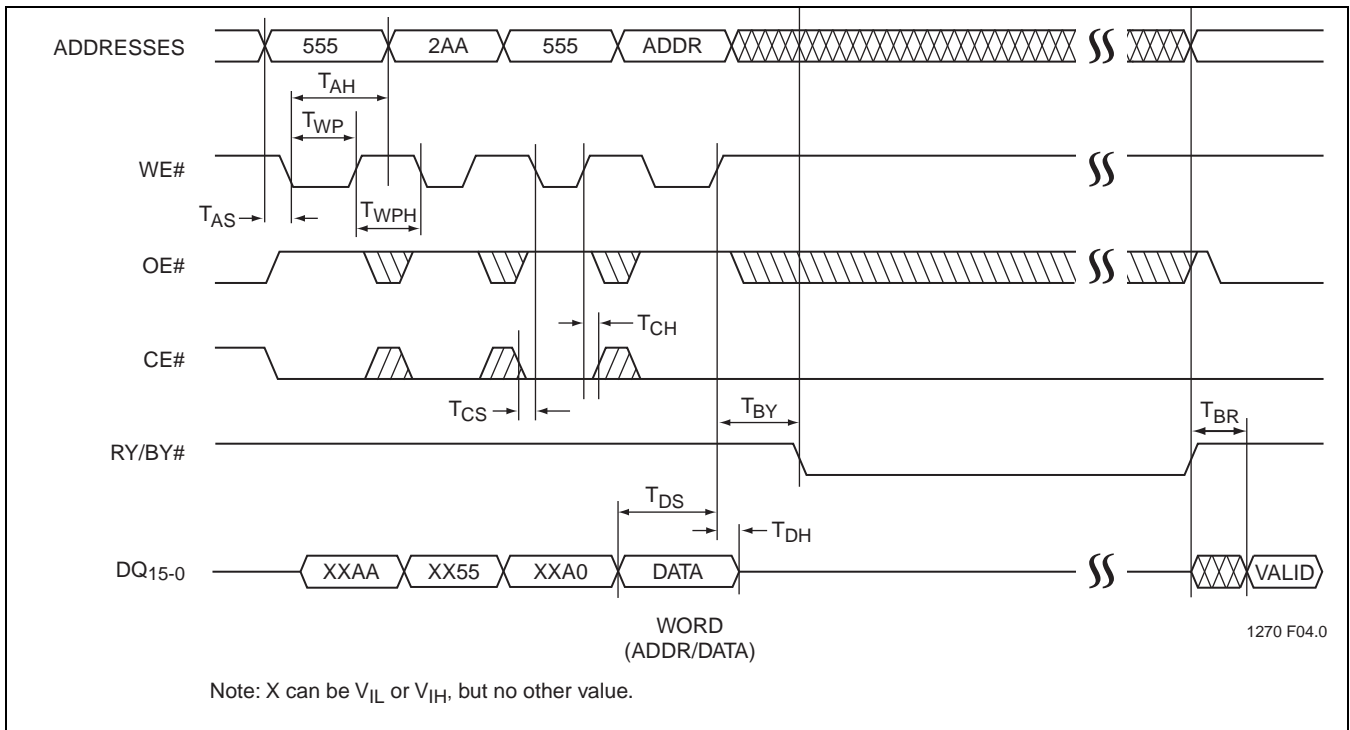 ADDRESSES 555 2AA 555 ADDR
TAH
TWP
WE#
TAS TWPH
OE#
TCH
CE#
TCS TBY TBR
RY/BY#
TDS
TDH
DQ15-0 XXAA XX55 XXA0 DATA VALID
WORD
(ADDR/DATA)
1270 F04.0
Note: X can be VIL or VIH, but no other value.